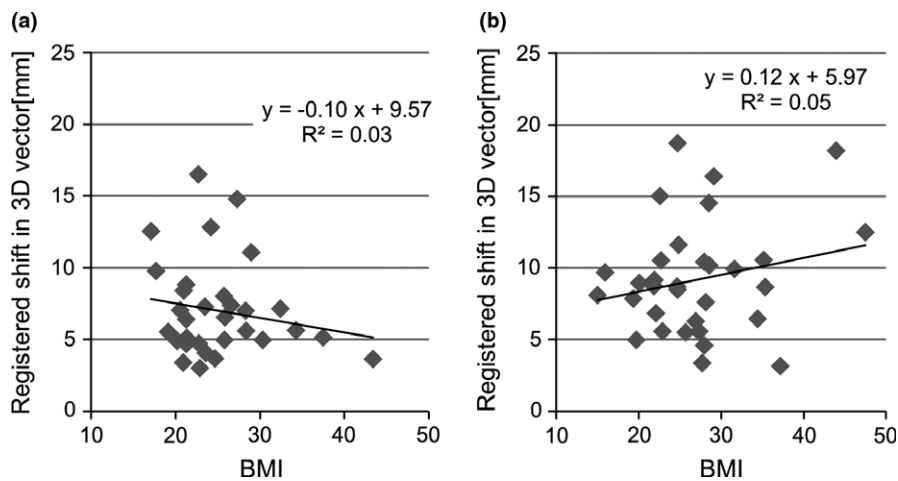 (a)
Registered shift in 3D vector[mm]
25
20
15
10
5
0
y = -0.10 x + 9.57
R² = 0.03
10 20 30 40 50
BMI
(b)
Registered shift in 3D vector[mm]
25
20
15
10
5
0
y = 0.12 x + 5.97
R² = 0.05
10 20 30 40 50
BMI